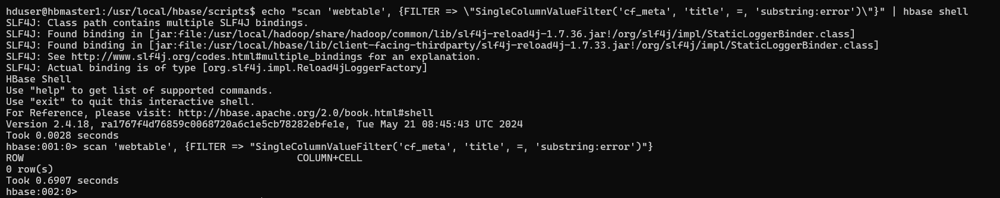 hduser@hbmaster1:/usr/local/hbase/scripts$ echo "scan 'webtable', {FILTER => \"SingleColumnValueFilter('cf_meta', 'title', =, 'substring:error')\"}" | hbase shell
SLF4J: Class path contains multiple SLF4J bindings.
SLF4J: Found binding in [jar:file:/usr/local/hadoop/share/hadoop/common/lib/slf4j-reload4j-1.7.36.jar!/org/slf4j/impl/StaticLoggerBinder.class]
SLF4J: Found binding in [jar:file:/usr/local/hbase/lib/client-facing-thirdparty/slf4j-reload4j-1.7.33.jar!/org/slf4j/impl/StaticLoggerBinder.class]
SLF4J: See http://www.slf4j.org/codes.html#multiple_bindings for an explanation.
SLF4J: Actual binding is of type [org.slf4j.impl.Reload4jLoggerFactory]
HBase Shell
Use "help" to get list of supported commands.
Use "exit" to quit this interactive shell.
For Reference, please visit: http://hbase.apache.org/2.0/book.html#shell
Version 2.4.18, ra1767f4d76859c0068720a6c1e5cb78282ebfe1e, Tue May 21 08:45:43 UTC 2024
Took 0.0028 seconds
hbase:001:0> scan 'webtable', {FILTER => "SingleColumnValueFilter('cf_meta', 'title', =, 'substring:error')"}
ROW COLUMN+CELL
0 row(s)
Took 0.6907 seconds
hbase:002:0>